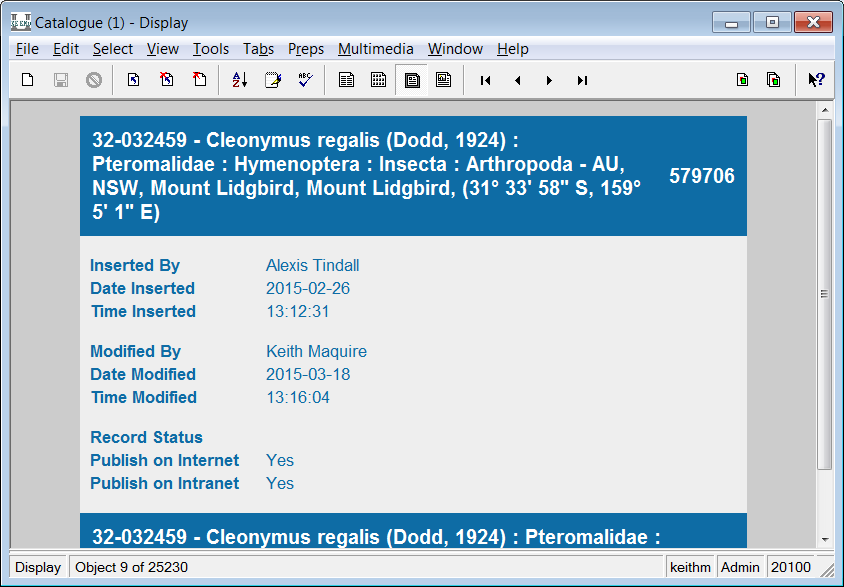 Catalogue (1) - Display
File Edit Select View Tools Tabs Preps Multimedia Window Help
32-032459 - Cleonymus regalis (Dodd, 1924) :
Pteromalidae : Hymenoptera : Insecta : Arthropoda - AU,
NSW, Mount Lidgbird, Mount Lidgbird, (31° 33' 58" S, 159°
5' 1" E)
579706
Inserted By Alexis Tindall
Date Inserted 2015-02-26
Time Inserted 13:12:31
Modified By Keith Maquire
Date Modified 2015-03-18
Time Modified 13:16:04
Record Status
Publish on Internet Yes
Publish on Intranet Yes
32-032459 - Cleonymus regalis (Dodd, 1924) : Pteromalidae :
Display Object 9 of 25230 keithm Admin 20100